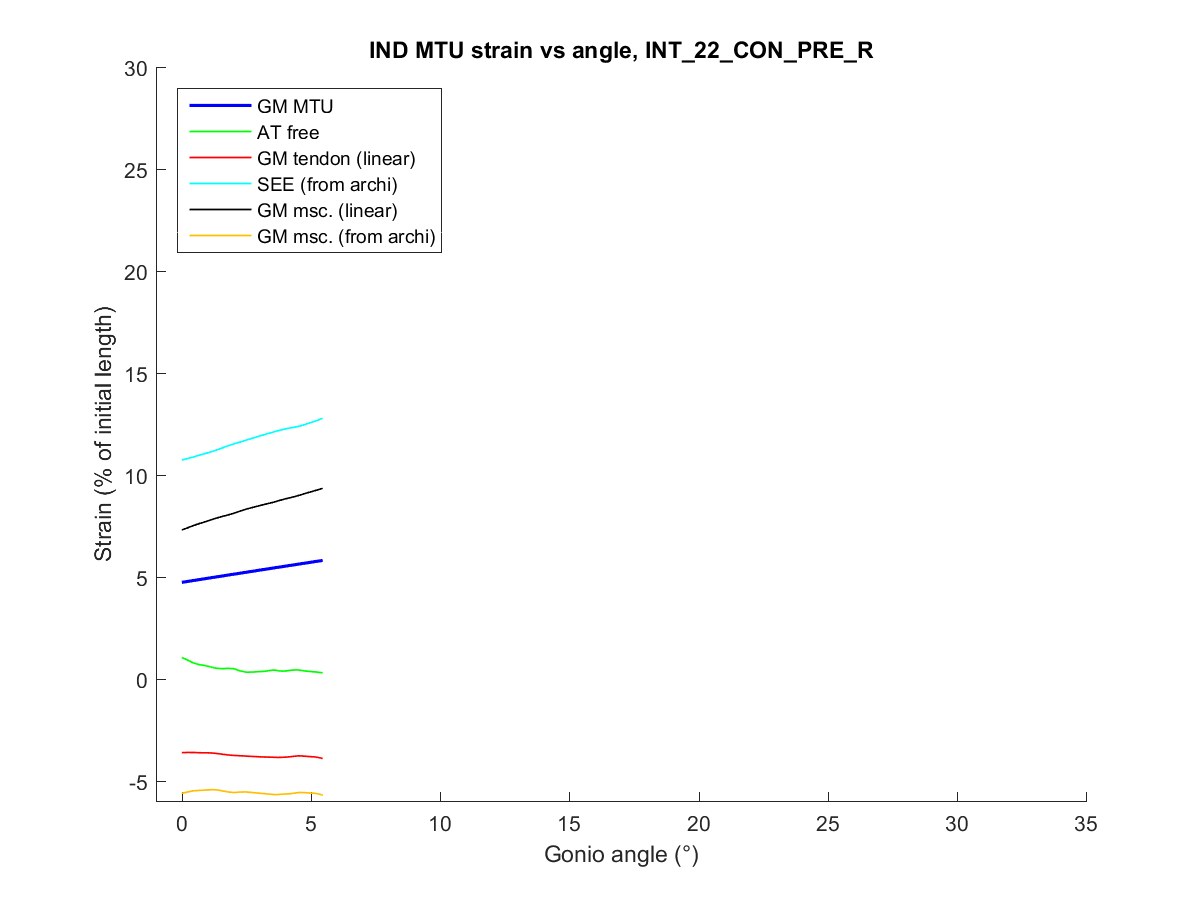 IND MTU strain vs angle, INT_22_CON_PRE_R
30
25
20
15
10
5
0
-5
Strain (% of initial length)
GM MTU
AT free
GM tendon (linear)
SEE (from archi)
GM msc. (linear)
GM msc. (from archi)
0 5 10 15 20 25 30 35
Gonio angle (°)